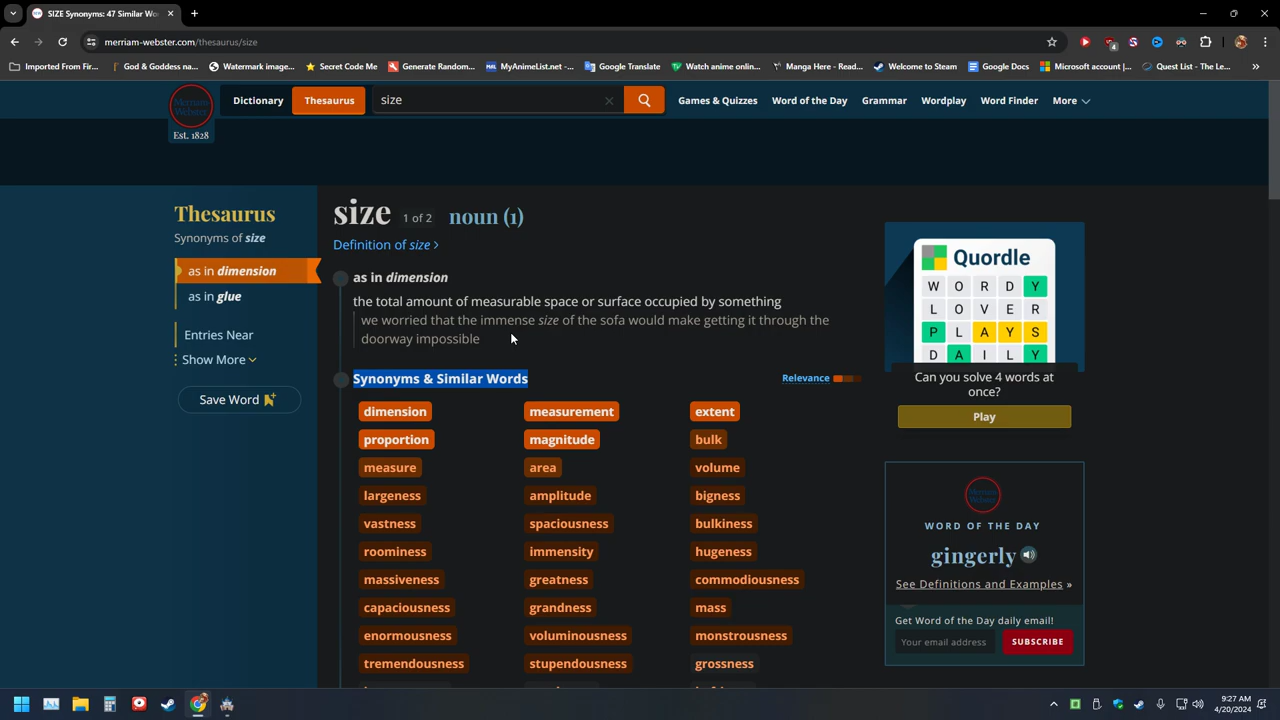 SIZE Synonyms: 47 Similar Wo
merriam-webster.com/thesaurus/size
4
Imported From Fir...
God & Goddess na...
Watermark image...
Secret Code Me
Generate Random...
MyAnimeList.net -...
Google Translate
Watch anime onlin...
Manga Here - Read...
Welcome to Steam
Google Docs
Microsoft account |...
Quest List - The Le...
Merriam-Webster
Est. 1828
Dictionary
Thesaurus
size
Games & Quizzes
Word of the Day
Grammar
Wordplay
Word Finder
More
Thesaurus
Synonyms of size
as in dimension
as in glue
Entries Near
Show More
Save Word
size 1 of 2 noun (1)
Definition of size >
as in dimension
the total amount of measurable space or surface occupied by something
we worried that the immense size of the sofa would make getting it through the
doorway impossible
Synonyms & Similar Words
Relevance
dimension measurement extent
proportion magnitude bulk
measure area volume
largeness amplitude bigness
vastness spaciousness bulkiness
roominess immensity hugeness
massiveness greatness commodiousness
capaciousness grandness mass
enormousness voluminousness monstrousness
tremendousness stupendousness grossness
Quordle
W O R D Y
L O V E R
P L A Y S
D A I L Y
Can you solve 4 words at
once?
Play
WORD OF THE DAY
gingerly
See Definitions and Examples »
Get Word of the Day daily email!
Your email address
SUBSCRIBE
9:27 AM
4/20/2024